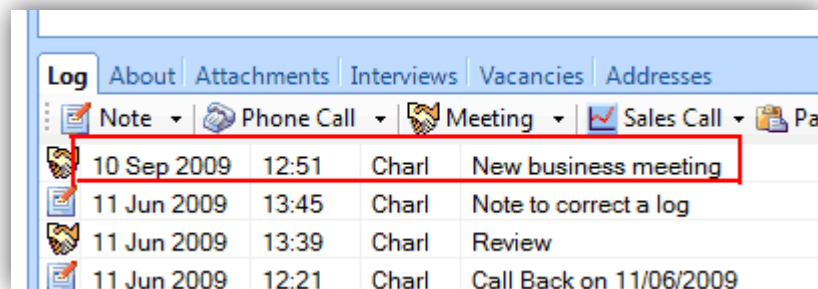 Log About Attachments Interviews Vacancies Addresses
Note Phone Call Meeting Sales Call
10 Sep 2009 12:51 Charl New business meeting
11 Jun 2009 13:45 Charl Note to correct a log
11 Jun 2009 13:39 Charl Review
11 Jun 2009 12:21 Charl Call Back on 11/06/2009